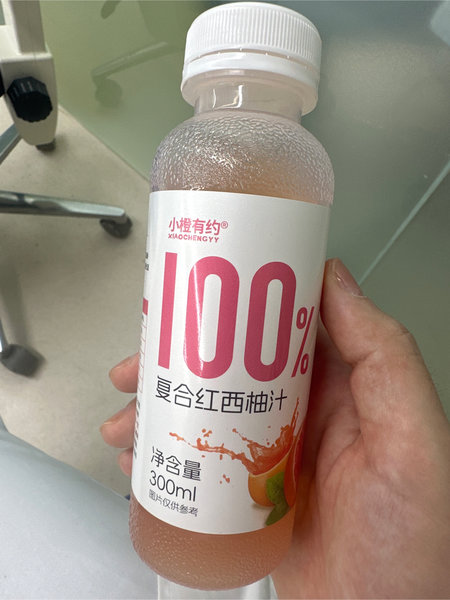 小橙有约®
XIAOCHENGYY
100%
复合红西柚汁
净含量
300ml
图片仅供参考